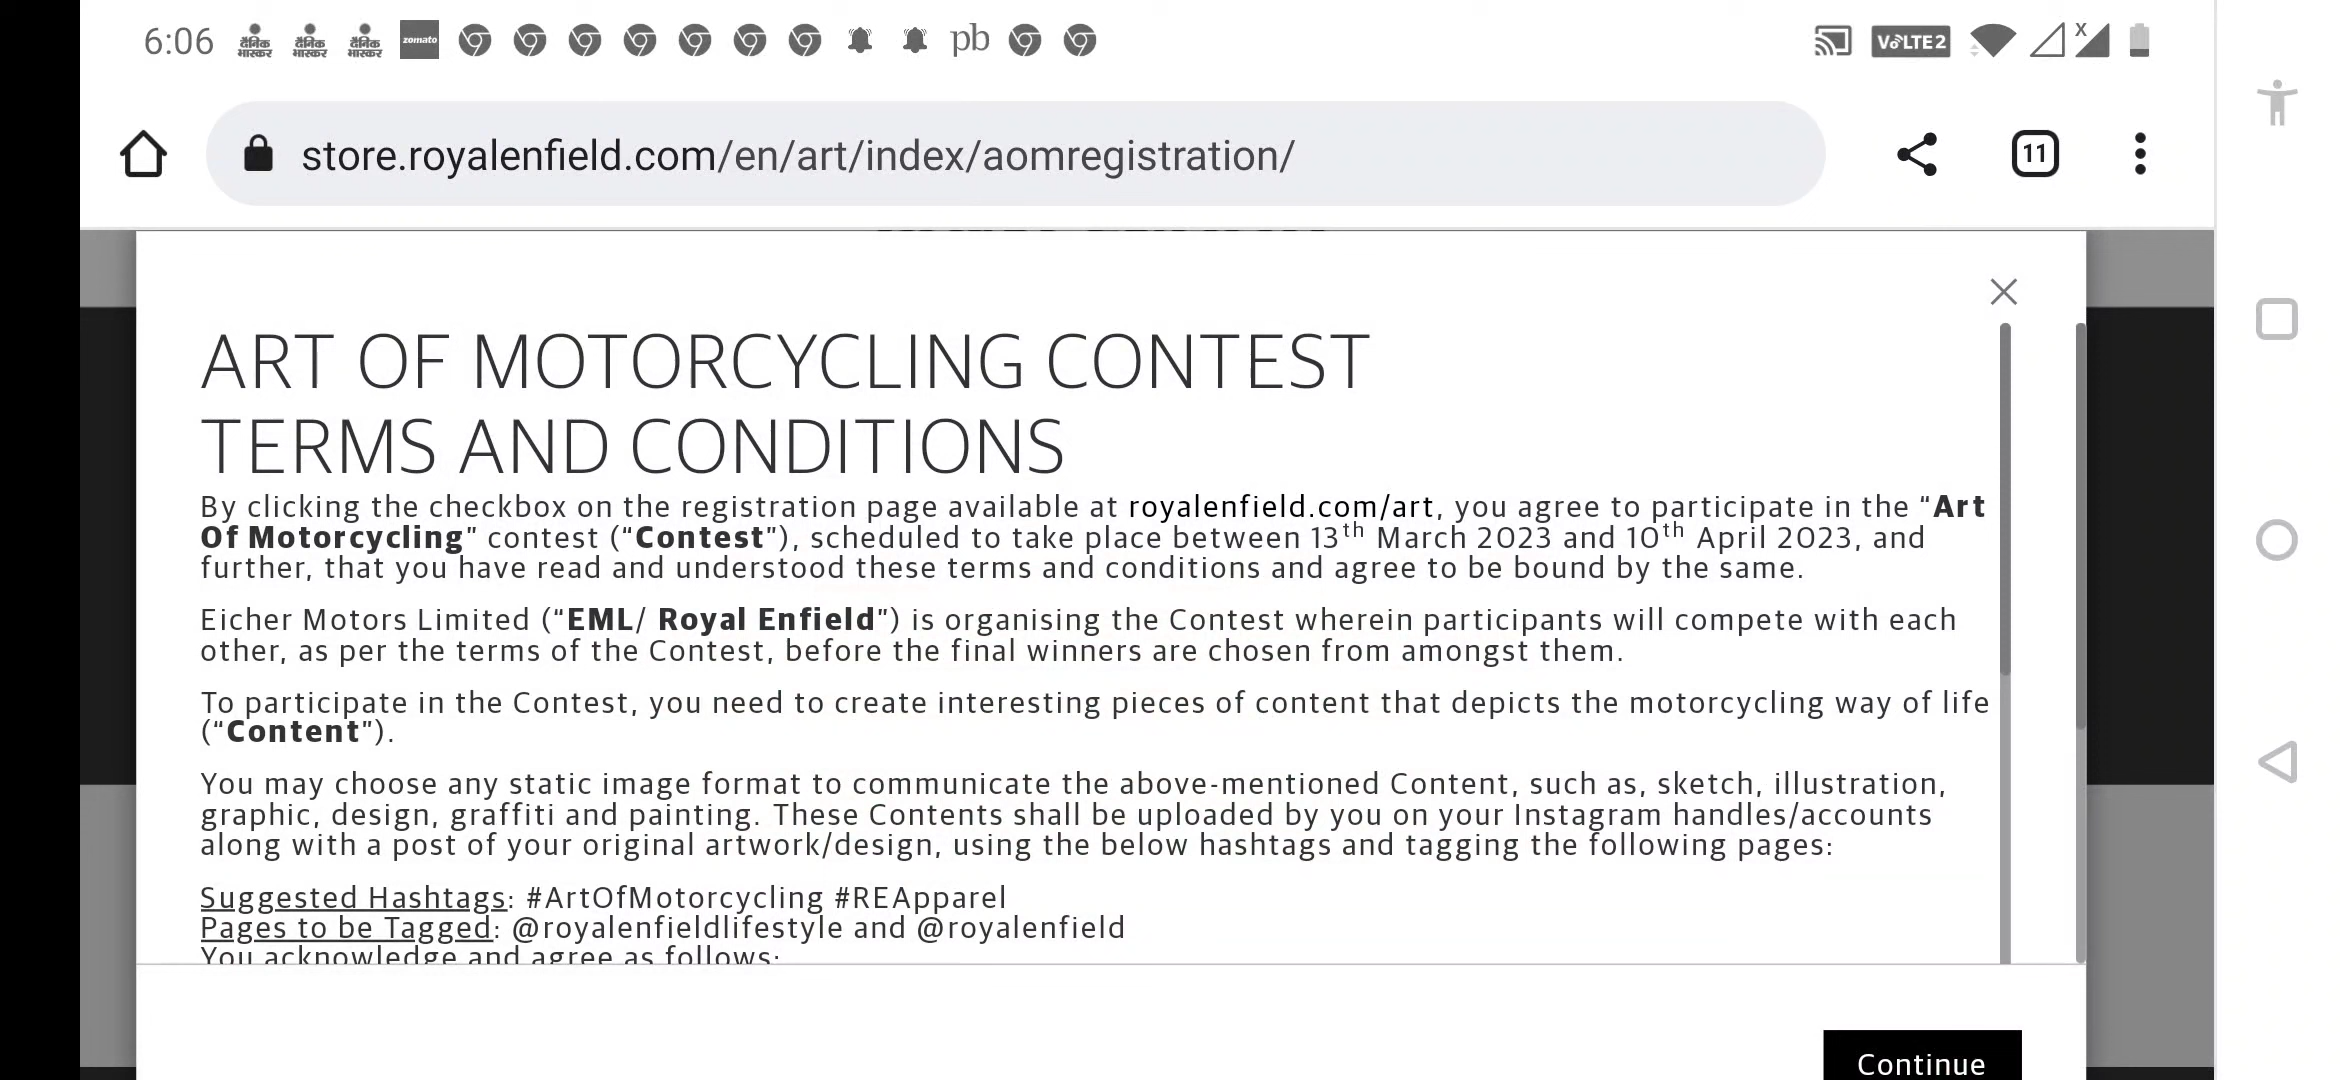 6:06 दैनिक भास्कर दैनिक भास्कर दैनिक भास्कर zomato pb VoLTE2 X
store.royalenfield.com/en/art/index/aomregistration/ 11
ART OF MOTORCYCLING CONTEST
TERMS AND CONDITIONS
By clicking the checkbox on the registration page available at royalenfield.com/art, you agree to participate in the “Art
Of Motorcycling” contest (“Contest”), scheduled to take place between 13th March 2023 and 10th April 2023, and
further, that you have read and understood these terms and conditions and agree to be bound by the same.
Eicher Motors Limited (“EML/ Royal Enfield”) is organising the Contest wherein participants will compete with each
other, as per the terms of the Contest, before the final winners are chosen from amongst them.
To participate in the Contest, you need to create interesting pieces of content that depicts the motorcycling way of life
(“Content”).
You may choose any static image format to communicate the above-mentioned Content, such as, sketch, illustration,
graphic, design, graffiti and painting. These Contents shall be uploaded by you on your Instagram handles/accounts
along with a post of your original artwork/design, using the below hashtags and tagging the following pages:
Suggested Hashtags: #ArtOfMotorcycling #REApparel
Pages to be Tagged: @royalenfieldlifestyle and @royalenfield
You acknowledge and agree as follows:
Continue